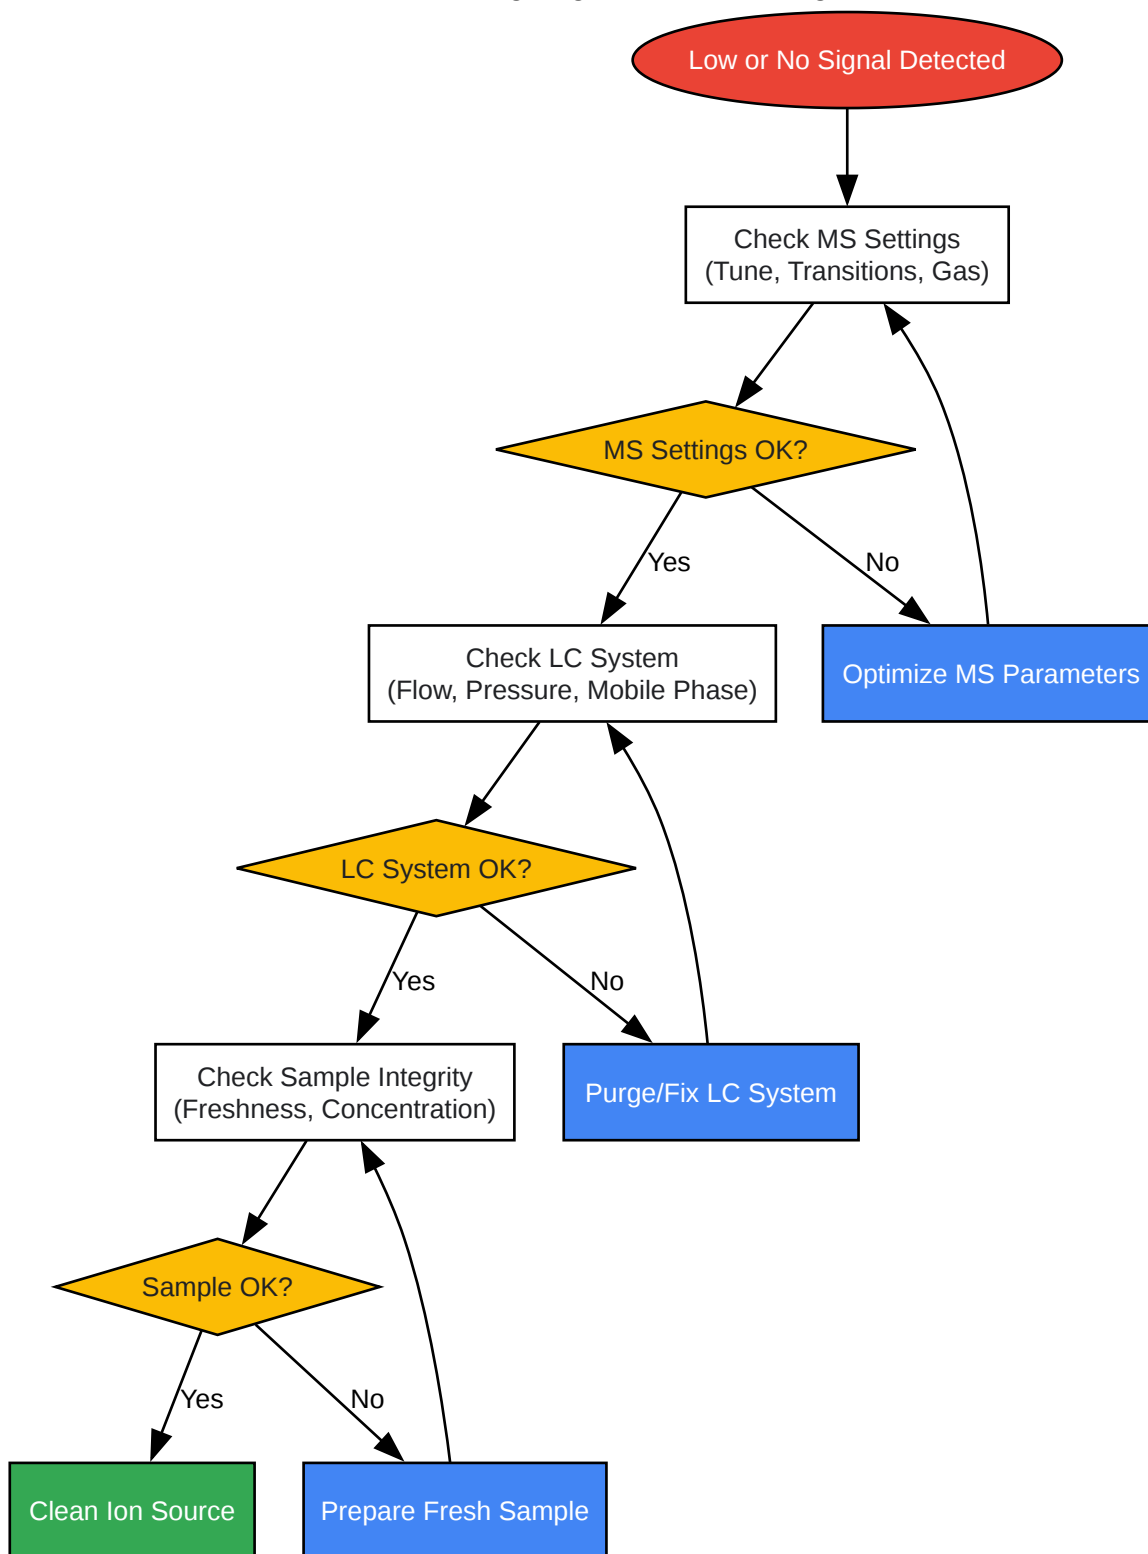 Low or No Signal Detected
Check MS Settings
(Tune, Transitions, Gas)
MS Settings OK?
Yes
No
Check LC System
(Flow, Pressure, Mobile Phase)
Optimize MS Parameters
LC System OK?
Yes
No
Check Sample Integrity
(Freshness, Concentration)
Purge/Fix LC System
Sample OK?
Yes
No
Clean Ion Source
Prepare Fresh Sample